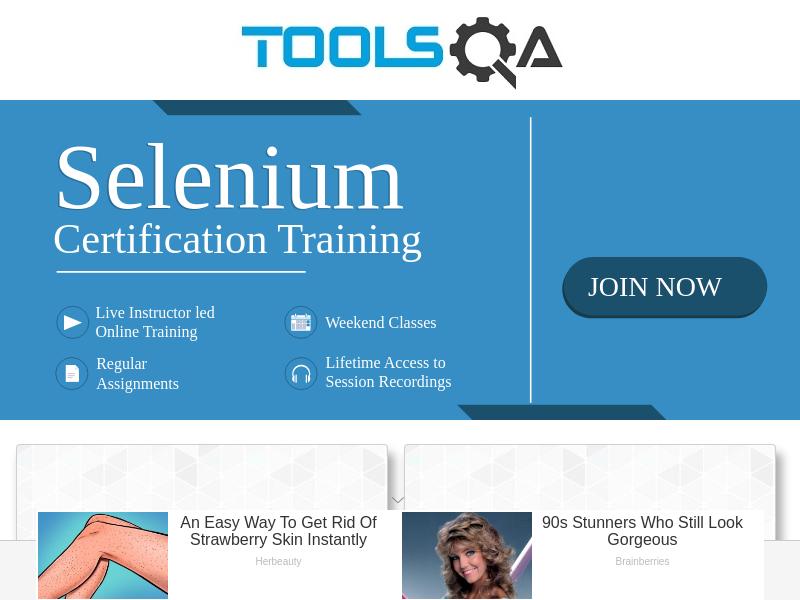 TOOLSQA
Selenium
Certification Training
JOIN NOW
Live Instructor led
Online Training
Weekend Classes
Regular
Assignments
Lifetime Access to
Session Recordings
An Easy Way To Get Rid Of
Strawberry Skin Instantly
Herbeauty
90s Stunners Who Still Look
Gorgeous
Brainberries